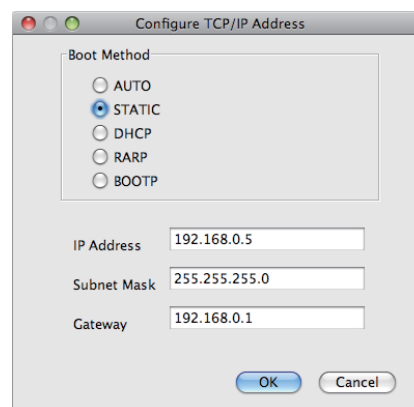 Configure TCP/IP Address
Boot Method
AUTO
STATIC
DHCP
RARP
BOOTP
IP Address 192.168.0.5
Subnet Mask 255.255.255.0
Gateway 192.168.0.1
OK Cancel